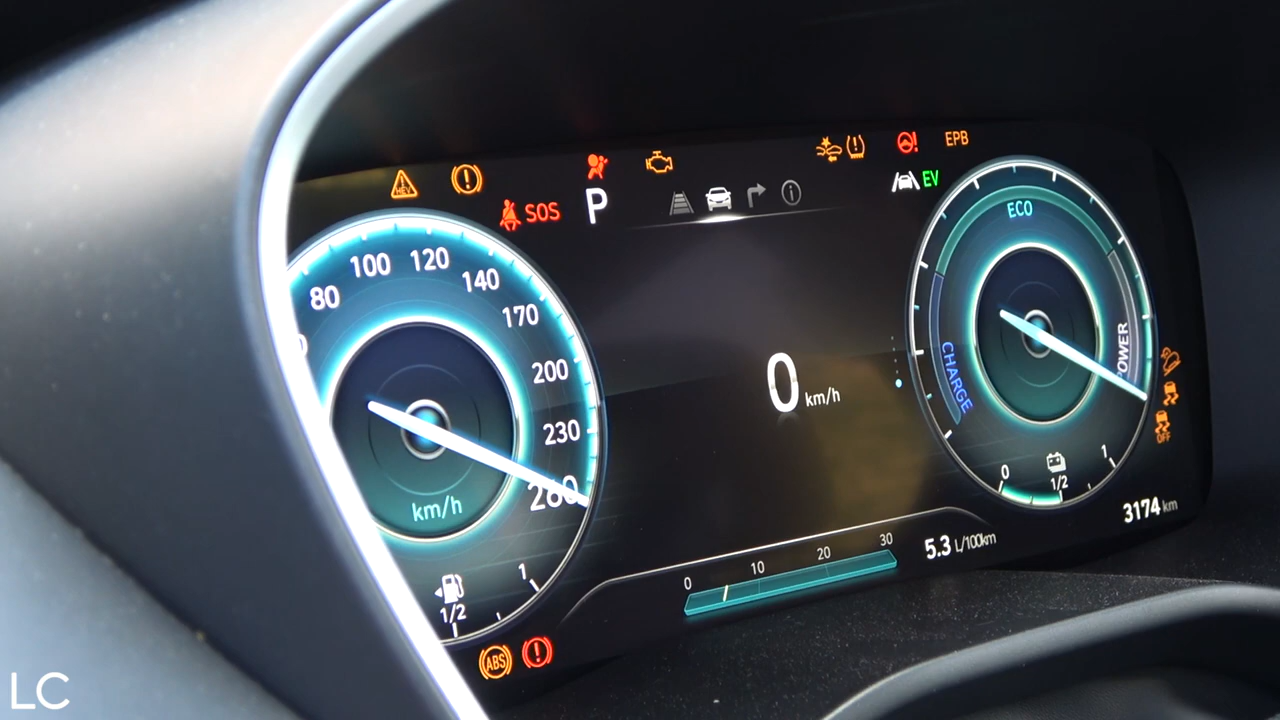 HEV
EPB
SOS
P
EV
ECO
80
100
120
140
170
200
230
260
km/h
0 km/h
CHARGE
POWER
0
1/2
1
OFF
3174 km
5.3 L/100km
0
10
20
30
1/2
1
ABS
LC